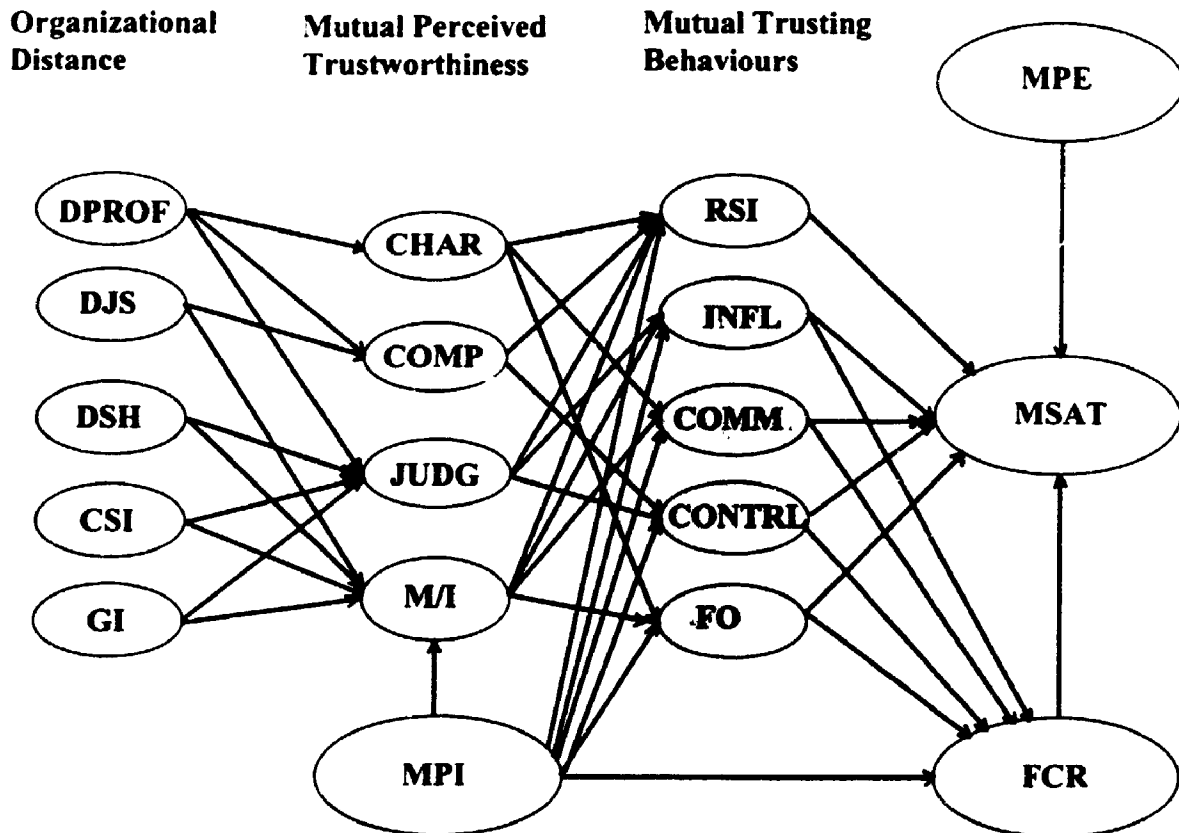 Organizational
Distance
Mutual Perceived
Trustworthiness
Mutual Trusting
Behaviours
MPE
DPROF
DJS
DSH
CSI
GI
CHAR
COMP
JUDG
M/I
MPI
RSI
INFL
COMM
CONTRL
FO
MSAT
FCR